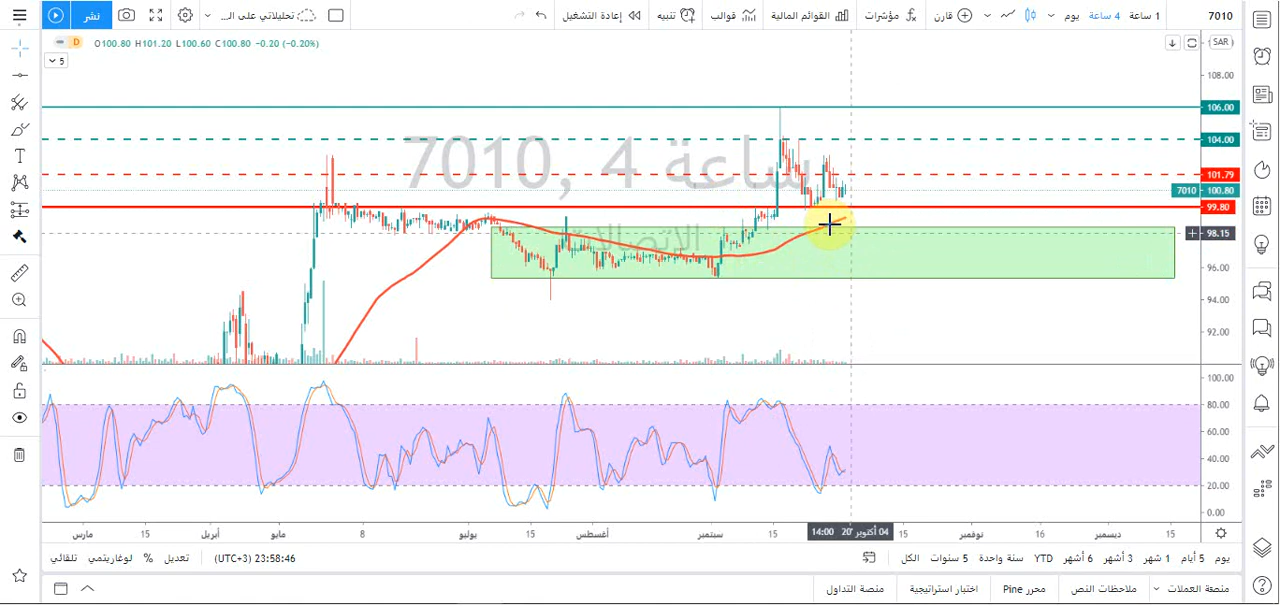 7010
1 ساعة
4 ساعة
يوم
قارن
مؤشرات
القوائم المالية
قوالب
تنبيه
إعادة التشغيل
تحليلاتي على الـ...
نشر
D O100.80 H101.20 L100.60 C100.80 −0.20 (−0.20%)
5
SAR
7010, 4 ساعة
الإتصالات
108.00
106.00
104.00
101.79
7010 100.80
99.80
98.15
96.00
94.00
92.00
100.00
80.00
60.00
40.00
20.00
0.00
مارس 15 أبريل مايو 8 يوليو 15 أغسطس سبتمبر 15 04 أكتوبر '20 14:00 15 نوفمبر 16 ديسمبر 15
يوم 5 أيام 1 شهر 3 أشهر 6 أشهر YTD سنة واحدة 5 سنوات الكل
23:58:46 (UTC+3)
% لوغاريتمي تلقائي تعديل
منصة العملات ملاحظات النص محرر Pine اختبار استراتيجية منصة التداول